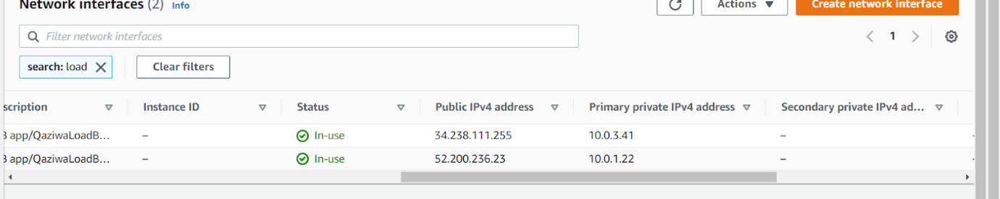 Network interfaces (2) Info
Actions ▼ Create network interface
Filter network interfaces
1
search: load Clear filters
scription Instance ID Status Public IPv4 address Primary private IPv4 address Secondary private IPv4 ad...
B app/QaziwaLoadB... – In-use 34.238.111.255 10.0.3.41 –
B app/QaziwaLoadB... – In-use 52.200.236.23 10.0.1.22 –